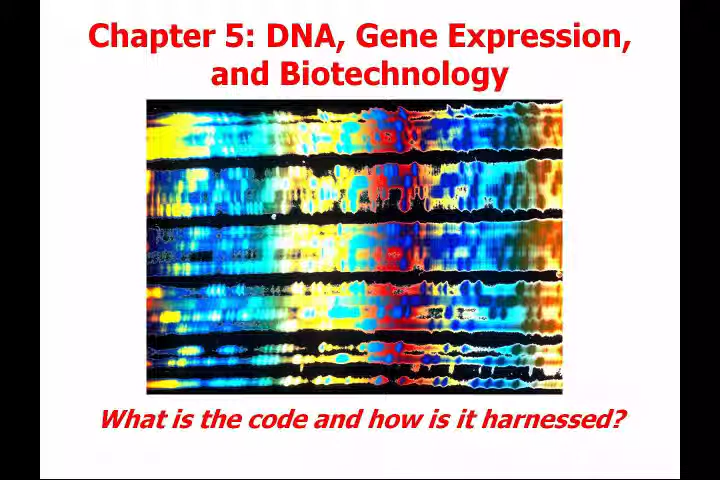 Chapter 5: DNA, Gene Expression,
and Biotechnology
What is the code and how is it harnessed?